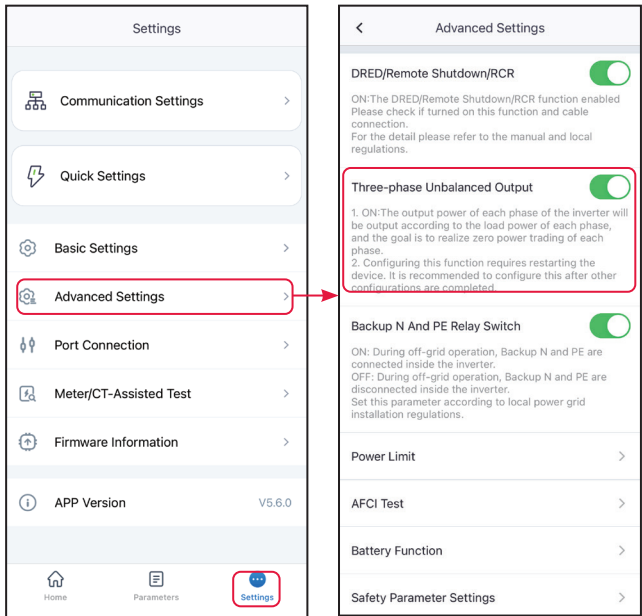 Settings
Communication Settings
Quick Settings
Basic Settings
Advanced Settings
Port Connection
Meter/CT-Assisted Test
Firmware Information
APP Version V5.6.0
Home Parameters Settings
Advanced Settings
DRED/Remote Shutdown/RCR
ON:The DRED/Remote Shutdown/RCR function enabled
Please check if turned on this function and cable
connection.
For the detail please refer to the manual and local
regulations.
Three-phase Unbalanced Output
1. ON:The output power of each phase of the inverter will
be output according to the load power of each phase,
and the goal is to realize zero power trading of each
phase.
2. Configuring this function requires restarting the
device. It is recommended to configure this after other
configurations are completed.
Backup N And PE Relay Switch
ON: During off-grid operation, Backup N and PE are
connected inside the inverter.
OFF: During off-grid operation, Backup N and PE are
disconnected inside the inverter.
Set this parameter according to local power grid
installation regulations.
Power Limit
AFCI Test
Battery Function
Safety Parameter Settings